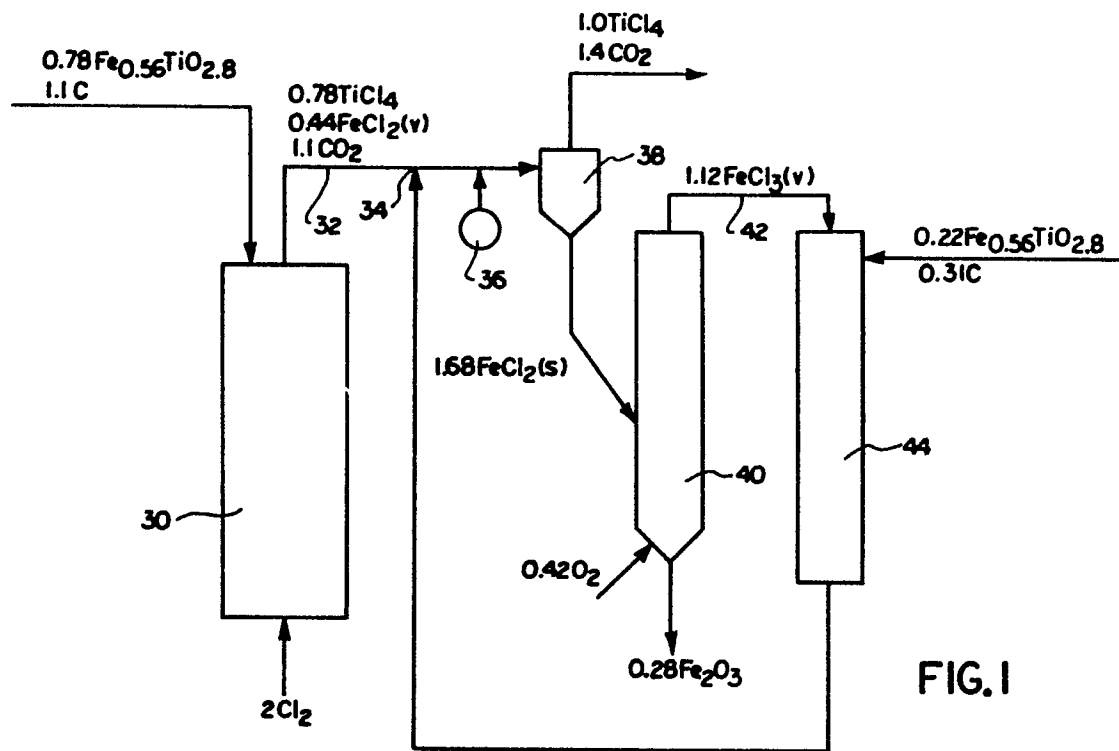 0.78Fe0.56TiO2.8
1.1C
0.78TiCl4
0.44FeCl2(v)
1.1CO2
32
34
36
1.0TiCl4
1.4CO2
38
1.12FeCl3(v)
42
0.22Fe0.56TiO2.8
0.31C
1.68FeCl2(s)
30
40
44
0.42O2
0.28Fe2O3
2Cl2
FIG.1